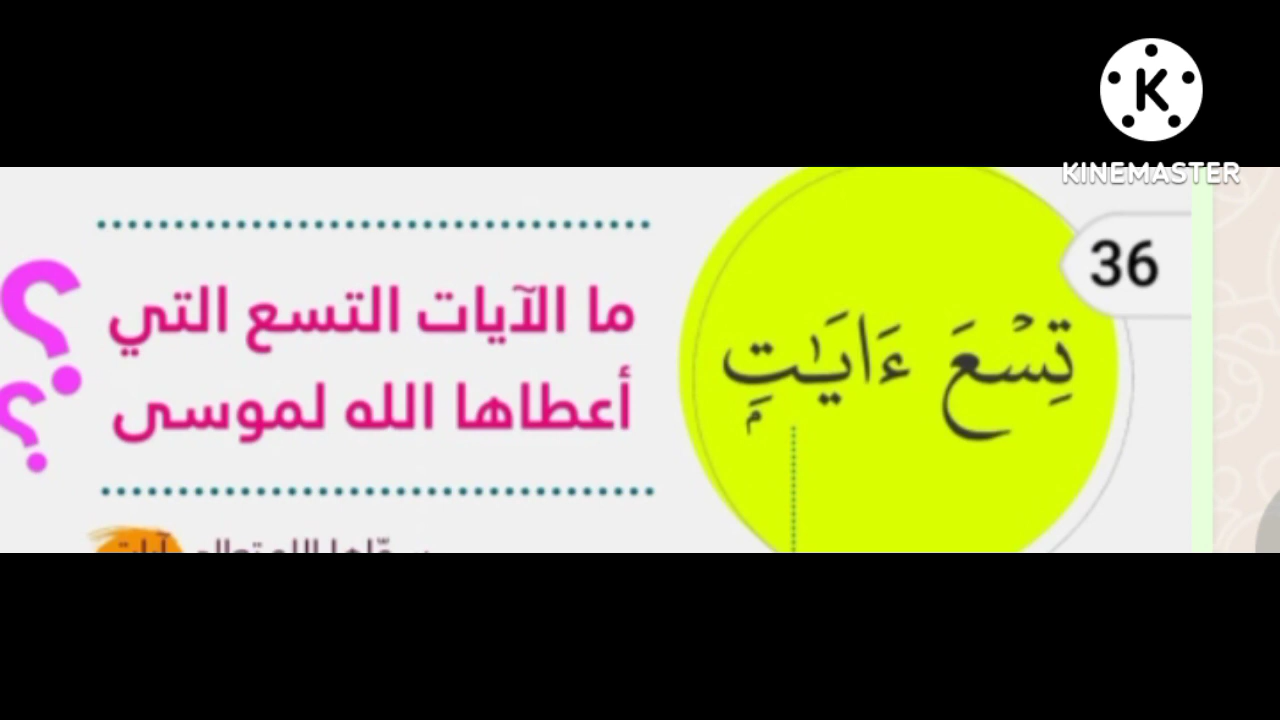 K
KINEMASTER
36
تِسْعَ ءَايَـٰتِۭ
ما الآيات التسع التي
أعطاها الله لموسى
؟
؟